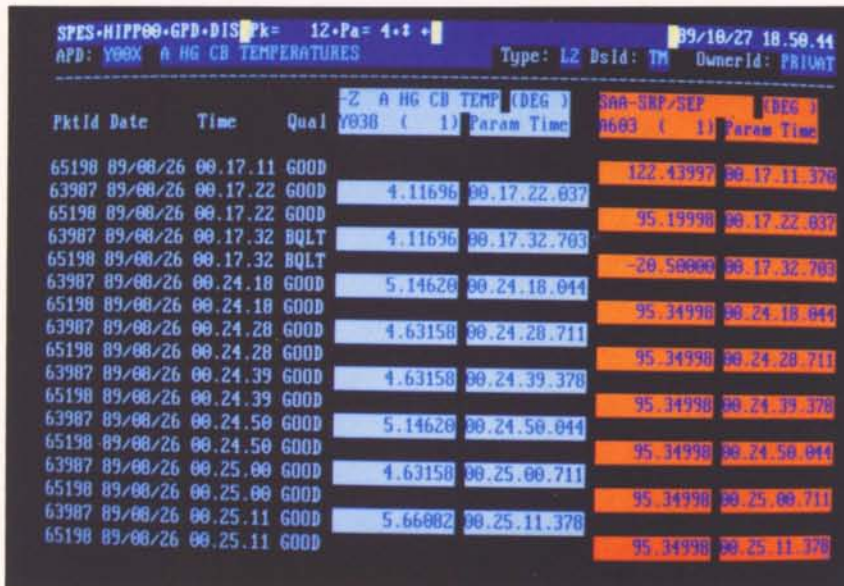 SPES·HIPP00·GPD·DIS Pk= 12·Pa= 4·‡ + 89/10/27 18.50.44
APD: Y00X A HG CB TEMPERATURES Type: L2 Dsid: TM OwnerId: PRIVAT
-Z A HG CB TEMP (DEG ) SAA-SRP/SEP (DEG )
PktId Date Time Qual Y038 ( 1) Param Time A603 ( 1) Param Time
65198 89/08/26 00.17.11 GOOD 122.43997 00.17.11.370
63987 89/08/26 00.17.22 GOOD 4.11696 00.17.22.037
65198 89/08/26 00.17.22 GOOD 95.19998 00.17.22.037
63987 89/08/26 00.17.32 BQLT 4.11696 00.17.32.703
65198 89/08/26 00.17.32 BQLT -20.50000 00.17.32.703
63987 89/08/26 00.24.18 GOOD 5.14620 00.24.18.044
65198 89/08/26 00.24.18 GOOD 95.34998 00.24.18.044
63987 89/08/26 00.24.28 GOOD 4.63158 00.24.28.711
65198 89/08/26 00.24.28 GOOD 95.34998 00.24.28.711
63987 89/08/26 00.24.39 GOOD 4.63158 00.24.39.378
65198 89/08/26 00.24.39 GOOD 95.34998 00.24.39.378
63987 89/08/26 00.24.50 GOOD 5.14620 00.24.50.044
65198 89/08/26 00.24.50 GOOD 95.34998 00.24.50.044
63987 89/08/26 00.25.00 GOOD 4.63158 00.25.00.711
65198 89/08/26 00.25.00 GOOD 95.34998 00.25.00.711
63987 89/08/26 00.25.11 GOOD 5.66082 00.25.11.378
65198 89/08/26 00.25.11 GOOD 95.34998 00.25.11.378